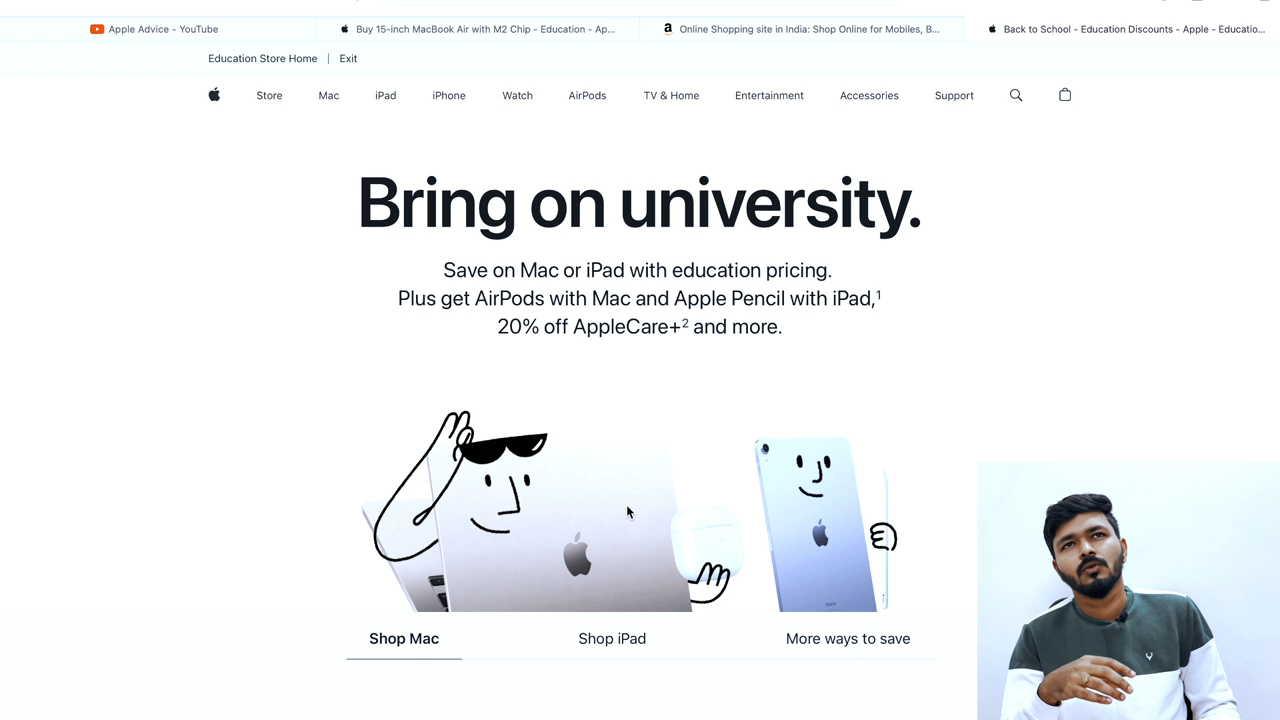 Apple Advice - YouTube
Buy 15-inch MacBook Air with M2 Chip - Education - Ap...
Online Shopping site in India: Shop Online for Mobiles, B...
Back to School - Education Discounts - Apple - Educatio...
Education Store Home | Exit
Store Mac iPad iPhone Watch AirPods TV & Home Entertainment Accessories Support
Bring on university.
Save on Mac or iPad with education pricing.
Plus get AirPods with Mac and Apple Pencil with iPad,¹
20% off AppleCare+² and more.
Shop Mac Shop iPad More ways to save